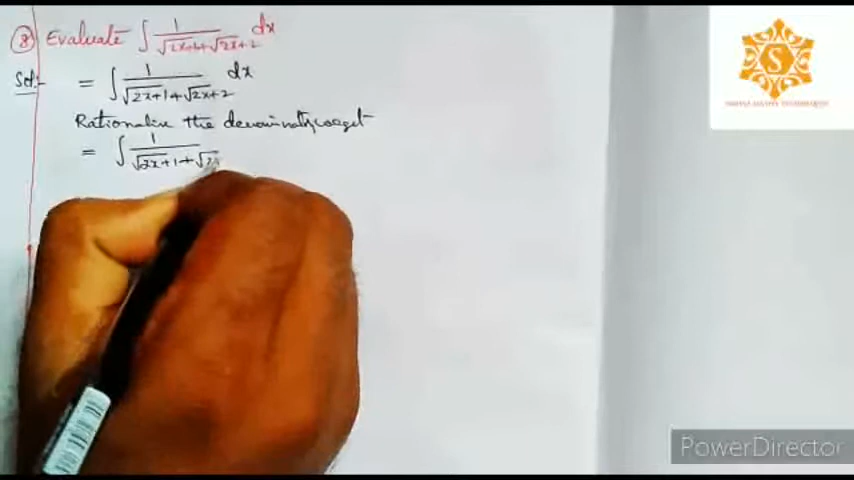 ⑧ Evaluate ∫ 1/(√2x+1+√2x+2) dx
Sol:- = ∫ 1/(√2x+1+√2x+2) dx
Rationalise the denominator, we get
= ∫ 1/(√2x+1+√2x
S
PowerDirector